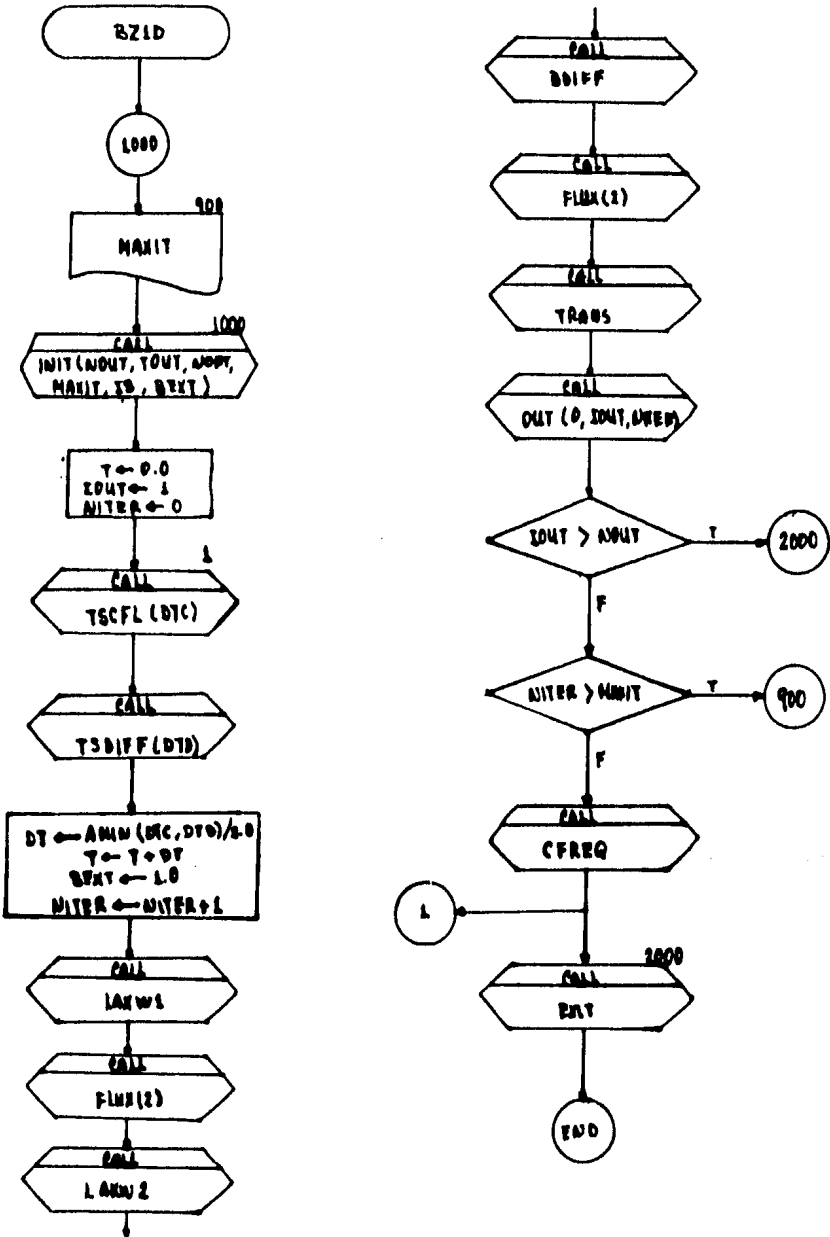 BZ1D
1000
900
MAXIT
1000
CALL
INIT(NOUT, TOUT, NOPT,
MAXIT, IB, BEXT)
T ← 0.0
IOUT ← 1
NITER ← 0
1
CALL
TSCFL (DTC)
CALL
TSDIFF (DTD)
DT ← AMIN (DTC, DTD)/2.0
T ← T + DT
BEXT ← 1.0
NITER ← NITER + 1
CALL
LAXW1
CALL
FLUX(2)
CALL
LAXW2
CALL
BDIFF
CALL
FLUX(2)
CALL
TRANS
CALL
OUT (0, IOUT,
IOUT > NOUT
T
2000
F
NITER > MAXIT
T
900
F
CALL
CFREQ
1
2000
CALL
END